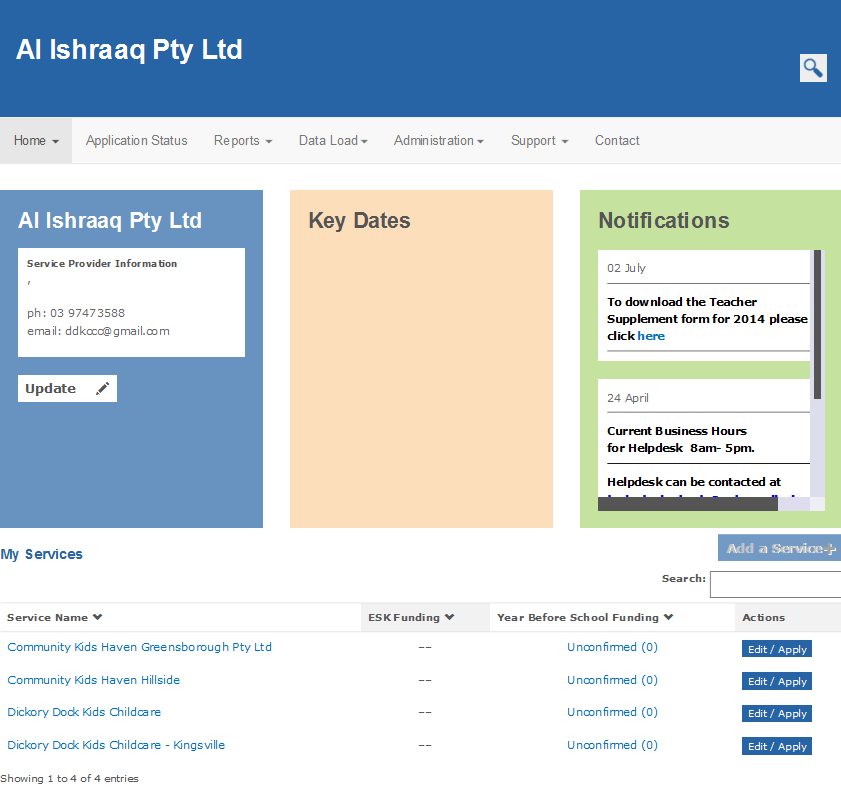 Al Ishraaq Pty Ltd
Home Application Status Reports Data Load Administration Support Contact
Al Ishraaq Pty Ltd
Service Provider Information
,
ph: 03 97473588
email: ddkccc@gmail.com
Update
Key Dates
Notifications
02 July
To download the Teacher
Supplement form for 2014 please
click here
24 April
Current Business Hours
for Helpdesk 8am- 5pm.
Helpdesk can be contacted at
My Services
Add a Service+
Search:
Service Name ESK Funding Year Before School Funding Actions
Community Kids Haven Greensborough Pty Ltd -- Unconfirmed (0) Edit / Apply
Community Kids Haven Hillside -- Unconfirmed (0) Edit / Apply
Dickory Dock Kids Childcare -- Unconfirmed (0) Edit / Apply
Dickory Dock Kids Childcare - Kingsville -- Unconfirmed (0) Edit / Apply
Showing 1 to 4 of 4 entries